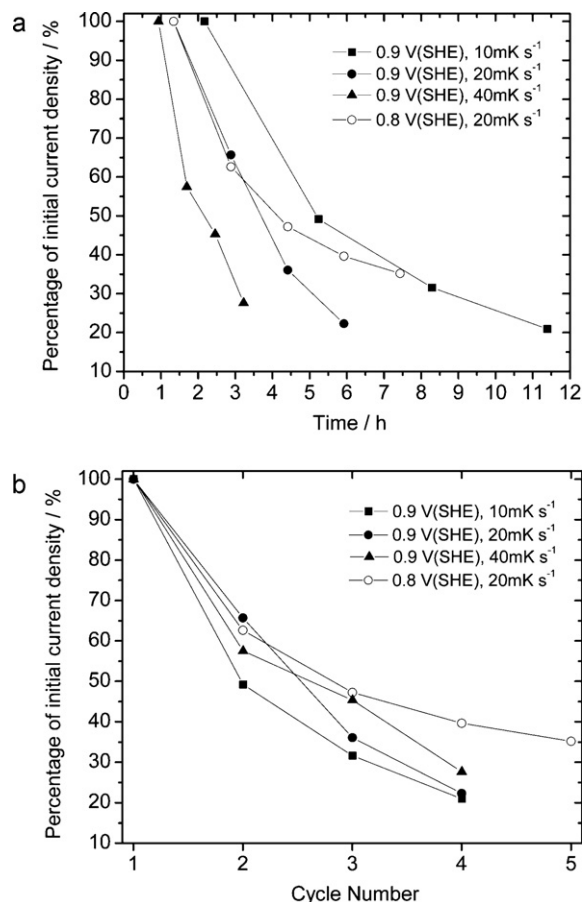 a
Percentage of initial current density / %
100
90
80
70
60
50
40
30
20
10
0.9 V(SHE), 10mK s⁻¹
0.9 V(SHE), 20mK s⁻¹
0.9 V(SHE), 40mK s⁻¹
0.8 V(SHE), 20mK s⁻¹
0 1 2 3 4 5 6 7 8 9 10 11 12
Time / h
b
Percentage of initial current density / %
100
90
80
70
60
50
40
30
20
10
0.9 V(SHE), 10mK s⁻¹
0.9 V(SHE), 20mK s⁻¹
0.9 V(SHE), 40mK s⁻¹
0.8 V(SHE), 20mK s⁻¹
1 2 3 4 5
Cycle Number